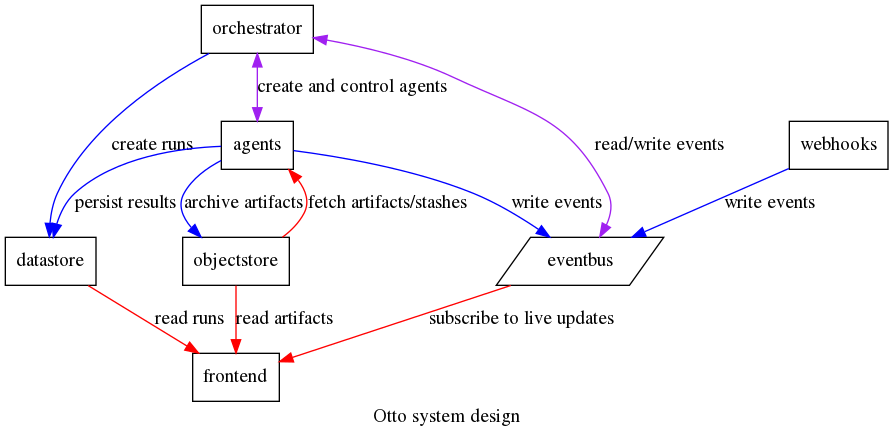 orchestrator
create and control agents
agents
create runs
read/write events
webhooks
persist results
archive artifacts
fetch artifacts/stashes
write events
write events
datastore
objectstore
eventbus
read runs
read artifacts
subscribe to live updates
frontend
Otto system design